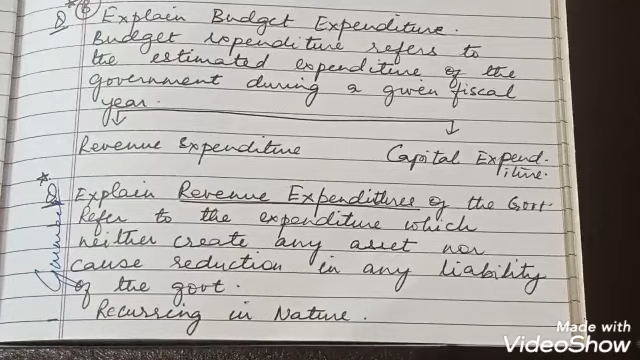 Q * (B) Explain Budget Expenditure.
Budget expenditure refers to
the estimated expenditure of the
government during a given fiscal
year.
Revenue Expenditure Capital Expend-
iture.
* Q Explain Revenue Expenditures of the Govt.
Refer to the expenditure which
neither create any asset nor
cause reduction in any liability
of the govt.
Recurring in Nature.
Made with
VideoShow